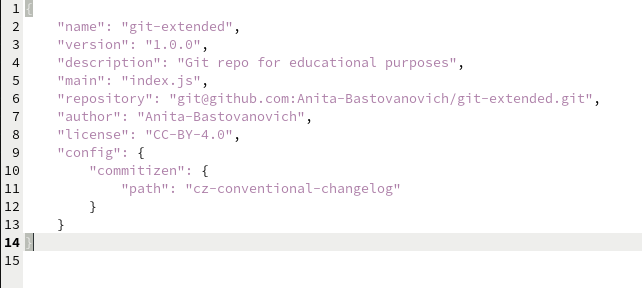 1 {
2     "name": "git-extended",
3     "version": "1.0.0",
4     "description": "Git repo for educational purposes",
5     "main": "index.js",
6     "repository": "git@github.com:Anita-Bastovanovich/git-extended.git",
7     "author": "Anita-Bastovanovich",
8     "license": "CC-BY-4.0",
9     "config": {
10         "commitizen": {
11             "path": "cz-conventional-changelog"
12         }
13     }
14 }
15